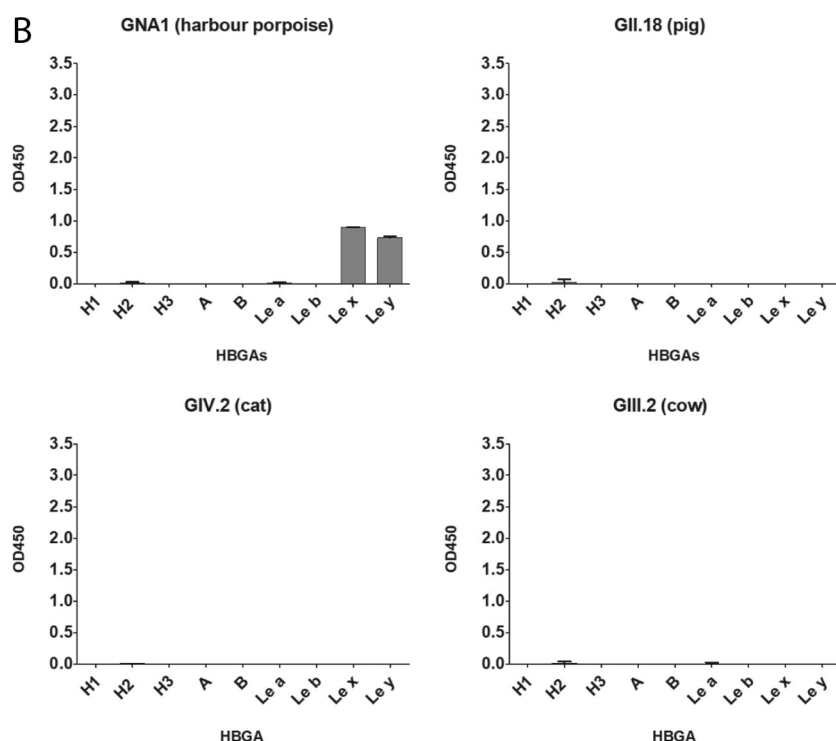 B
GNA1 (harbour porpoise)
3.5
3.0
2.5
2.0
1.5
1.0
0.5
0.0
OD450
H1
H2
H3
A
B
Le a
Le b
Le x
Le y
HBGAs
GII.18 (pig)
3.5
3.0
2.5
2.0
1.5
1.0
0.5
0.0
OD450
H1
H2
H3
A
B
Le a
Le b
Le x
Le y
HBGAs
GIV.2 (cat)
3.5
3.0
2.5
2.0
1.5
1.0
0.5
0.0
OD450
H1
H2
H3
A
B
Le a
Le b
Le x
Le y
HBGA
GIII.2 (cow)
3.5
3.0
2.5
2.0
1.5
1.0
0.5
0.0
OD450
H1
H2
H3
A
B
Le a
Le b
Le x
Le y
HBGA